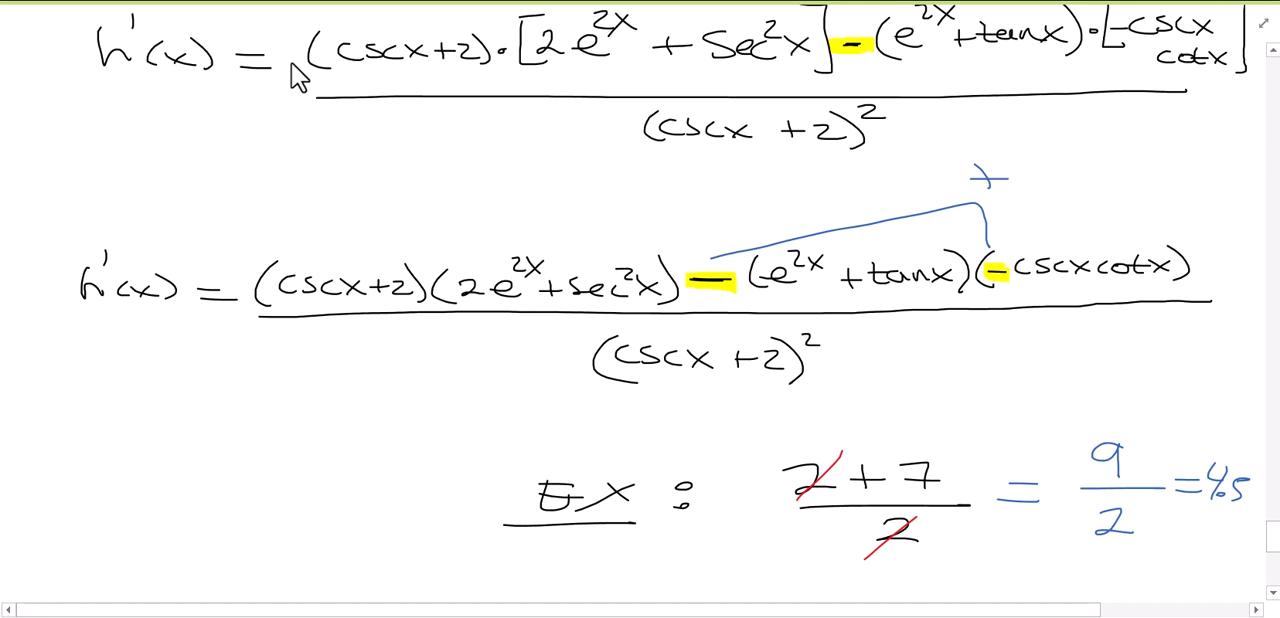 h'(x) = (cscx+2)·[2e^2x + sec²x] - (e^2x + tanx)·[-cscx cotx]
(cscx +2)²
+
h'(x) = (cscx+2)(2e^2x + sec²x) - (e^2x + tanx)(-cscxcotx)
(cscx +2)²
Ex : 2+7 / 2 = 9 / 2 = 4.5